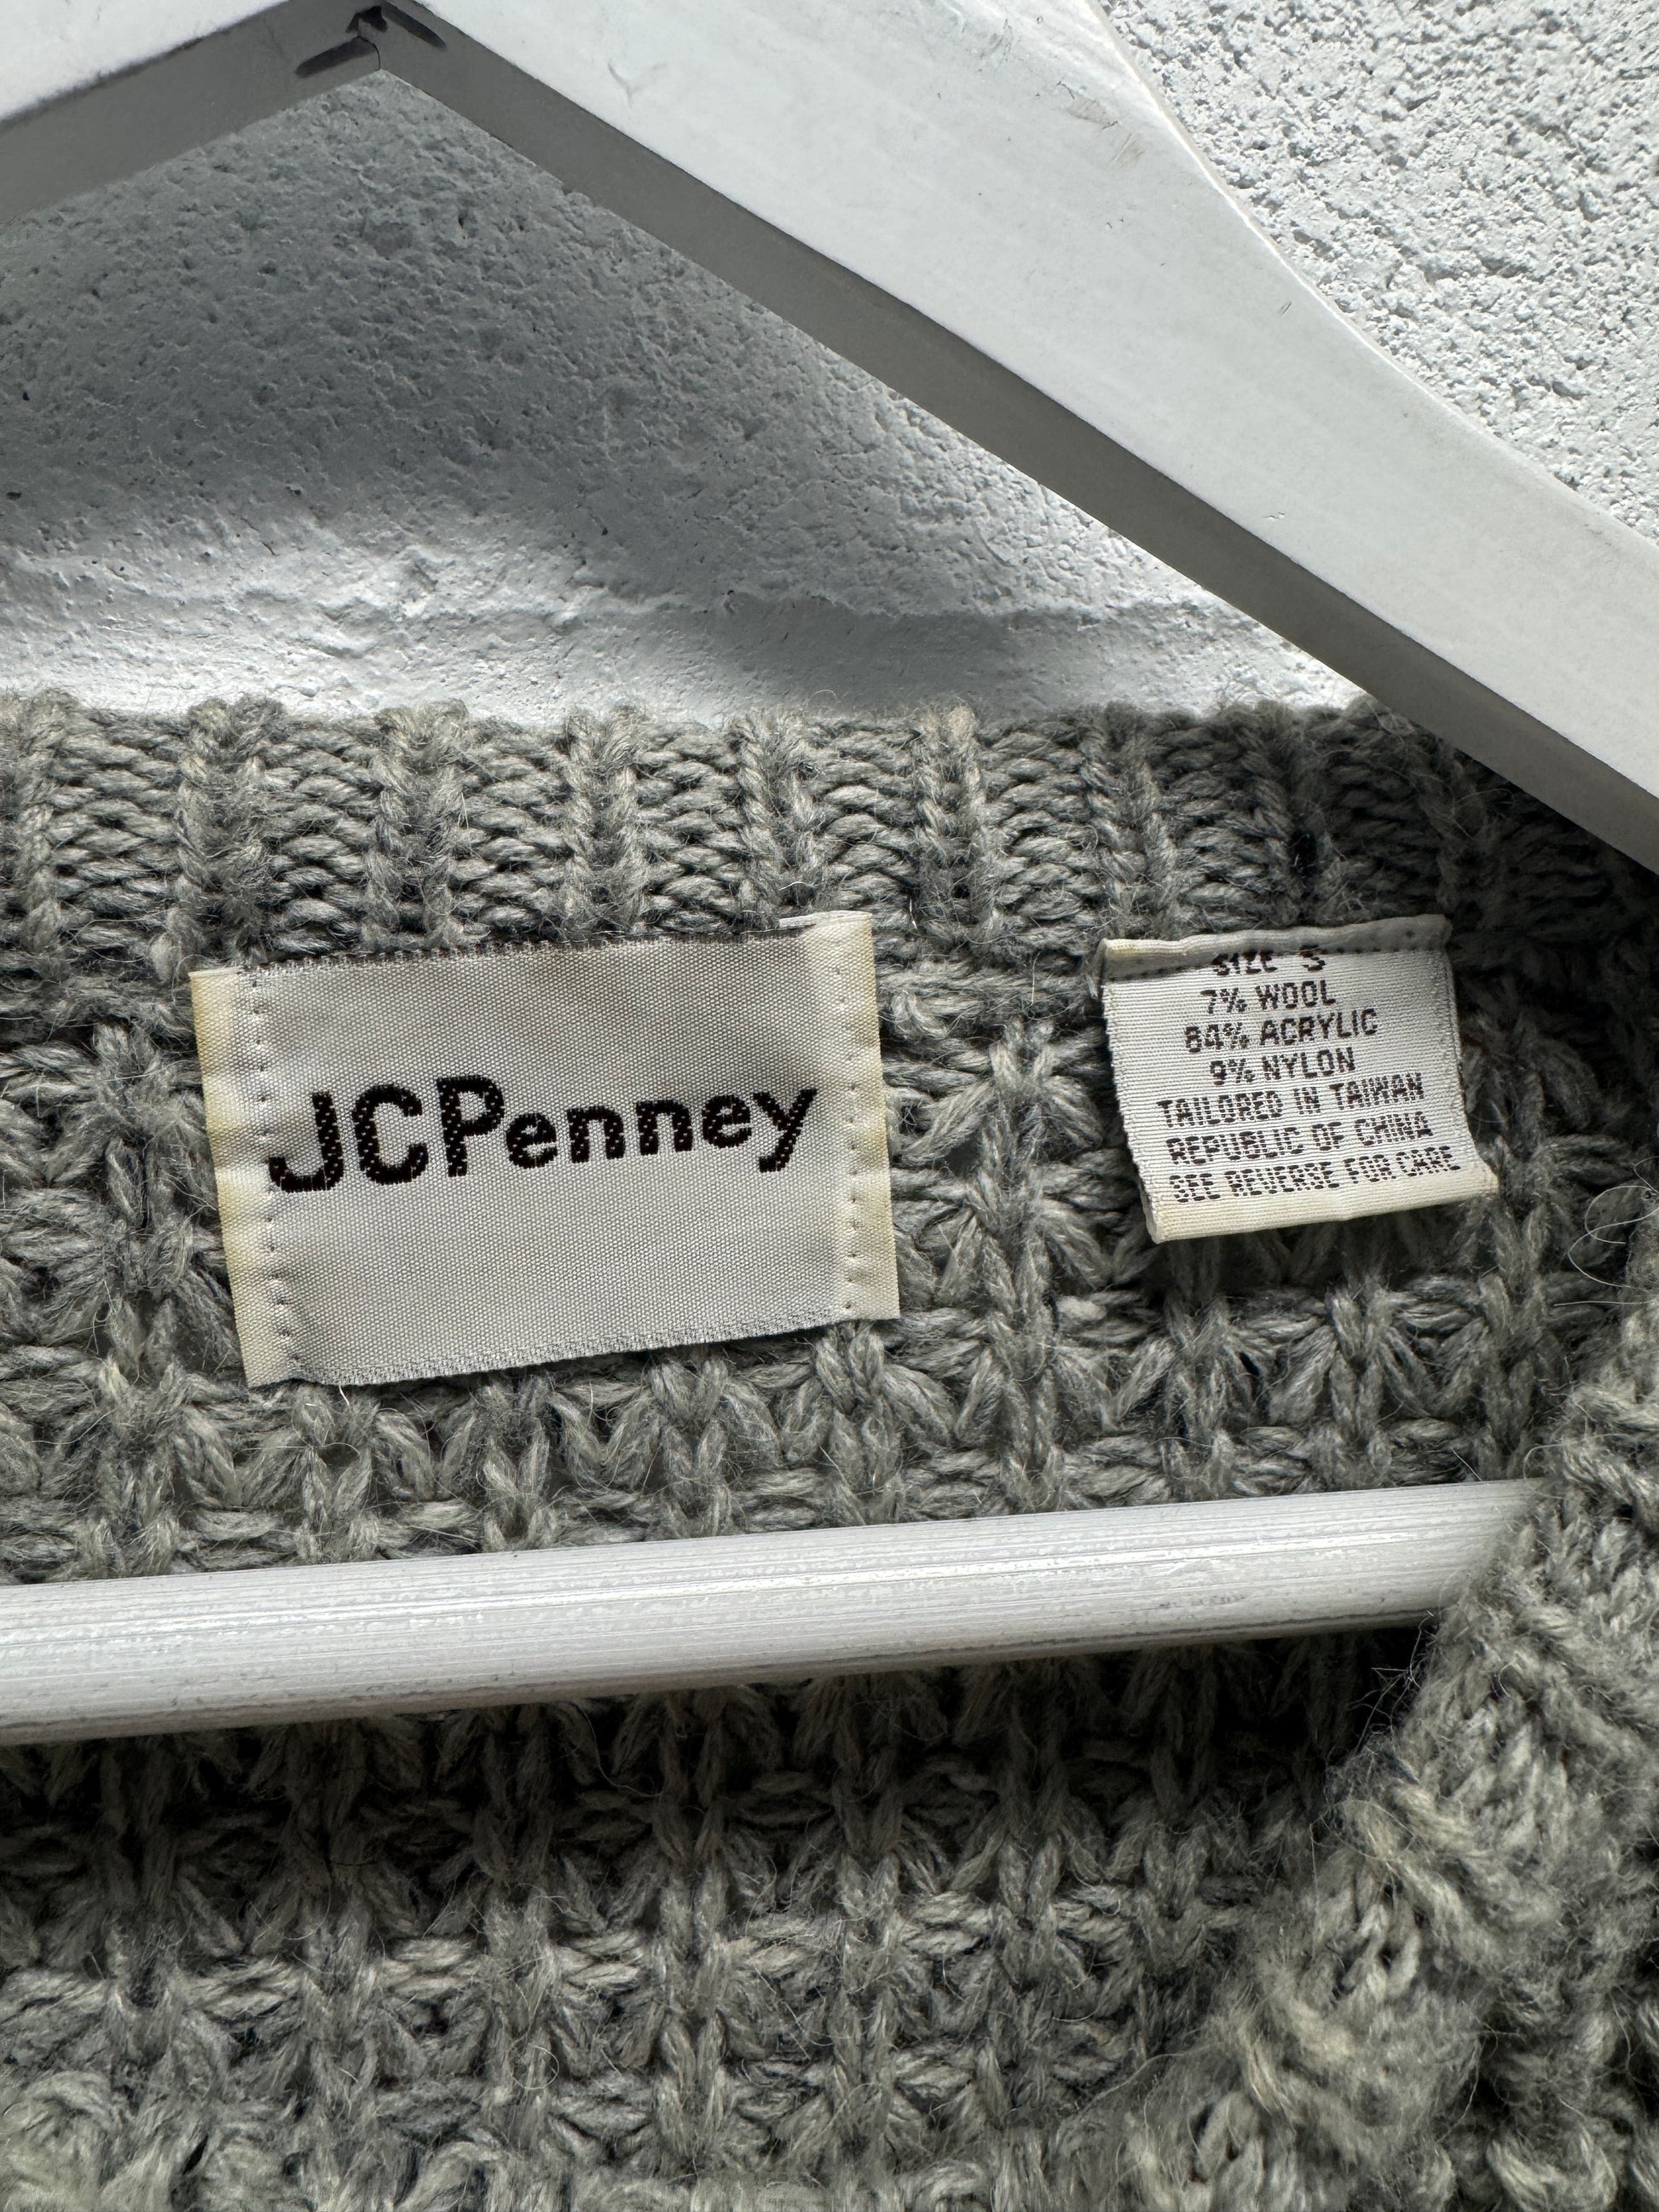 JCPenney
SIZE S
7% WOOL
84% ACRYLIC
9% NYLON
TAILORED IN TAIWAN
REPUBLIC OF CHINA
SEE REVERSE FOR CARE